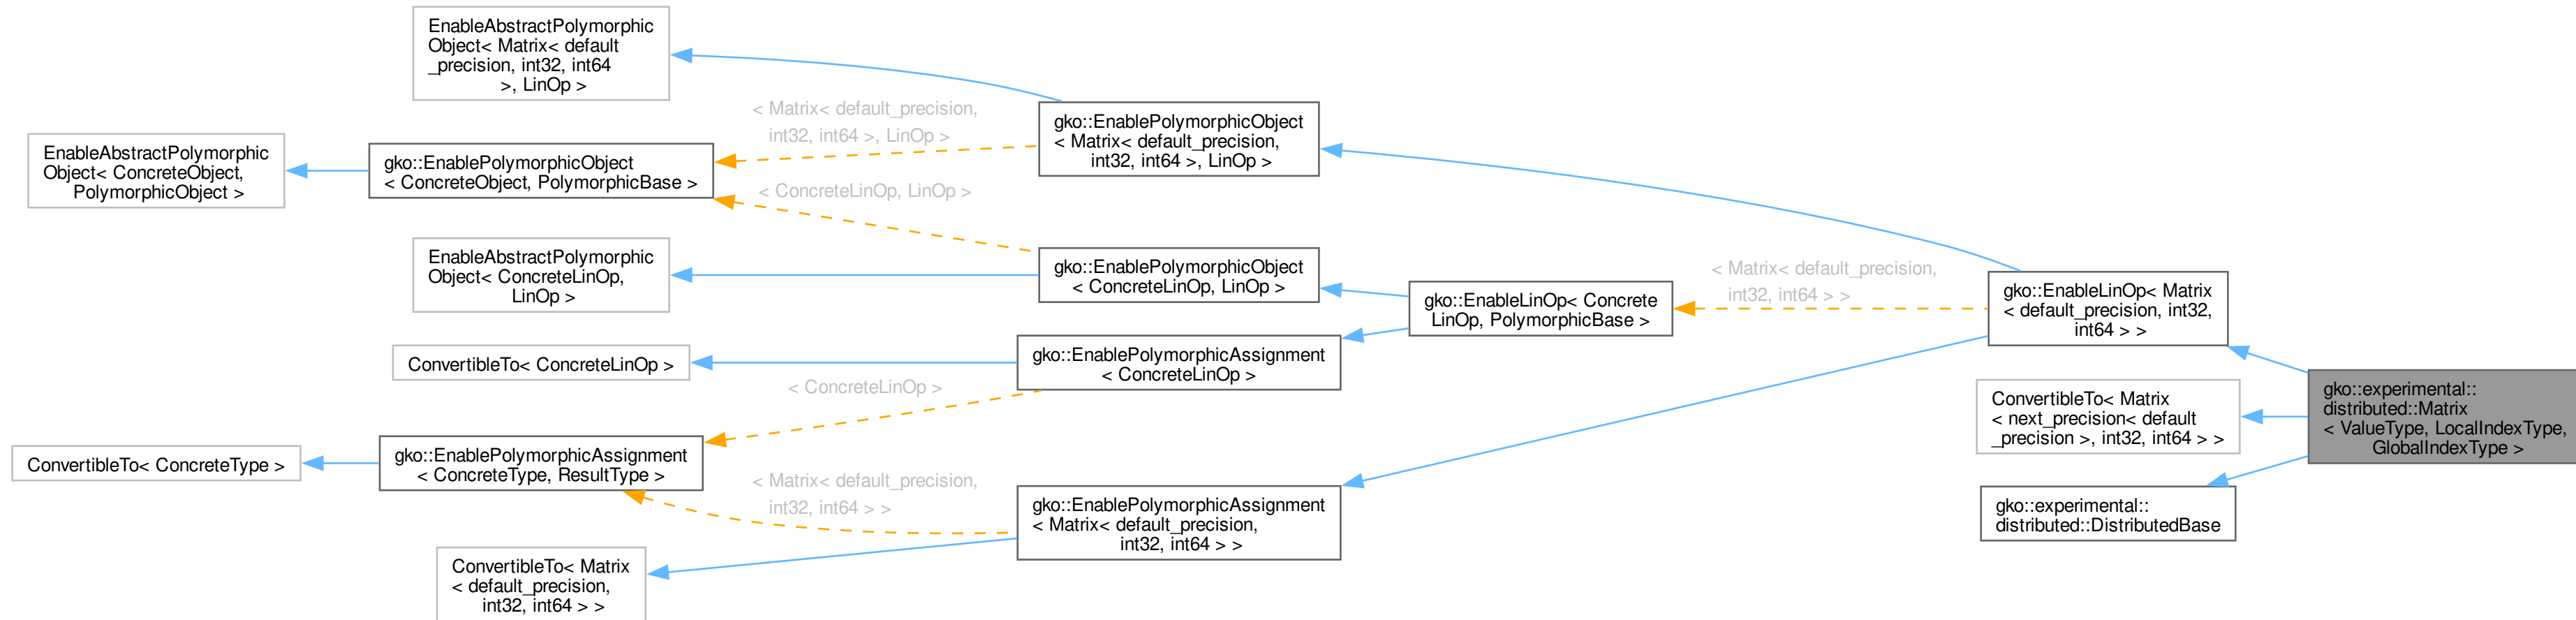 EnableAbstractPolymorphic
Object< Matrix< default
_precision, int32, int64
>, LinOp >
EnableAbstractPolymorphic
Object< ConcreteObject,
PolymorphicObject >
gko::EnablePolymorphicObject
< ConcreteObject, PolymorphicBase >
< Matrix< default_precision,
int32, int64 >, LinOp >
< ConcreteLinOp, LinOp >
gko::EnablePolymorphicObject
< Matrix< default_precision,
int32, int64 >, LinOp >
EnableAbstractPolymorphic
Object< ConcreteLinOp,
LinOp >
gko::EnablePolymorphicObject
< ConcreteLinOp, LinOp >
gko::EnableLinOp< Concrete
LinOp, PolymorphicBase >
< Matrix< default_precision,
int32, int64 > >
gko::EnableLinOp< Matrix
< default_precision, int32,
int64 > >
ConvertibleTo< ConcreteLinOp >
gko::EnablePolymorphicAssignment
< ConcreteLinOp >
< ConcreteLinOp >
ConvertibleTo< Matrix
< next_precision< default
_precision >, int32, int64 > >
gko::experimental::
distributed::Matrix
< ValueType, LocalIndexType,
GlobalIndexType >
ConvertibleTo< ConcreteType >
gko::EnablePolymorphicAssignment
< ConcreteType, ResultType >
< Matrix< default_precision,
int32, int64 > >
gko::EnablePolymorphicAssignment
< Matrix< default_precision,
int32, int64 > >
gko::experimental::
distributed::DistributedBase
ConvertibleTo< Matrix
< default_precision,
int32, int64 > >